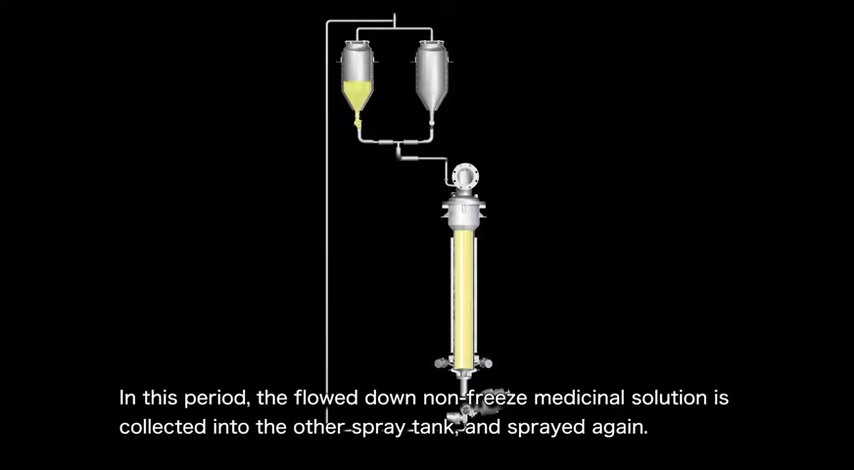 In this period, the flowed down non-freeze medicinal solution is
collected into the other spray tank, and sprayed again.